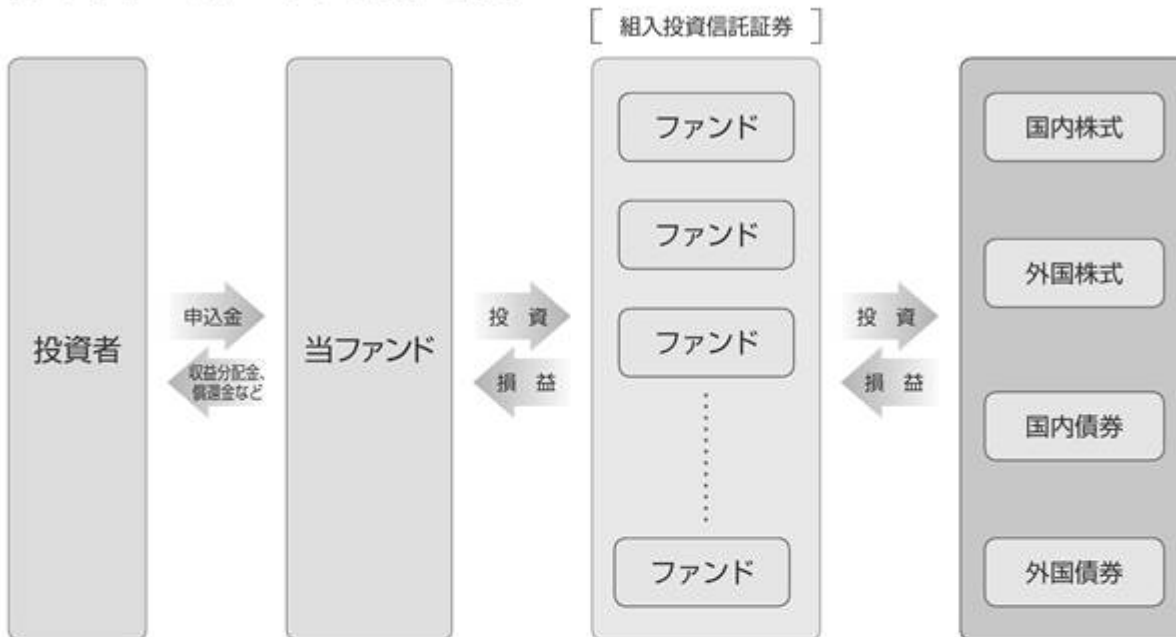 組入投資信託証券
投資者
申込金
収益分配金、
償還金など
当ファンド
投 資
損 益
ファンド
ファンド
ファンド
ファンド
投 資
損 益
国内株式
外国株式
国内債券
外国債券